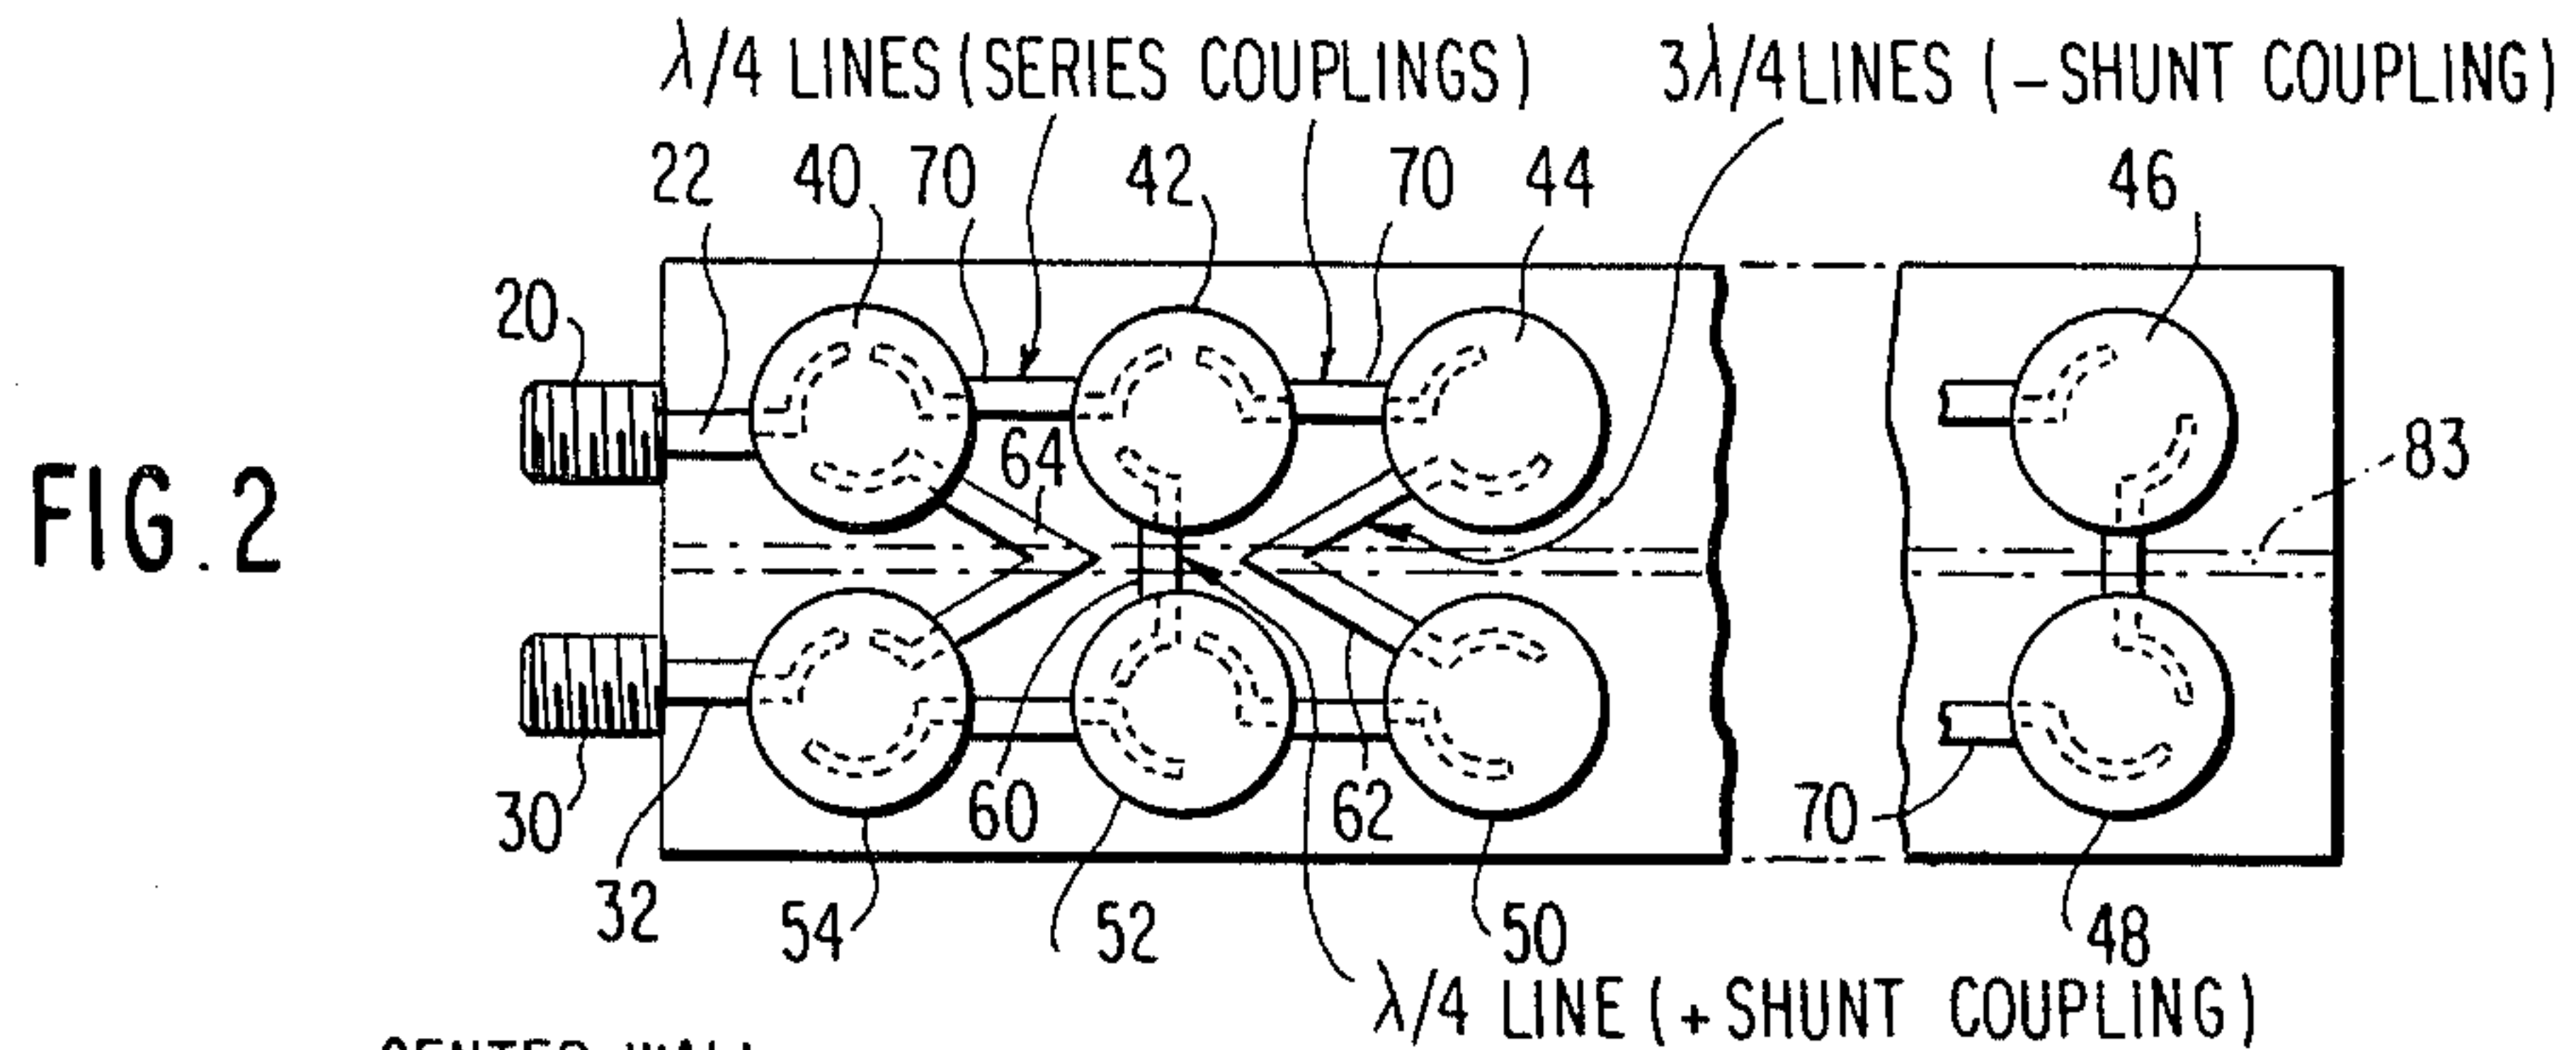 λ/4 LINES (SERIES COUPLINGS) 3λ/4 LINES (–SHUNT COUPLING)
22 40 70 42 70 44 46
20
64
83
FIG.2
60 62 70
30
32 54 52 50 48
λ/4 LINE (+SHUNT COUPLING)